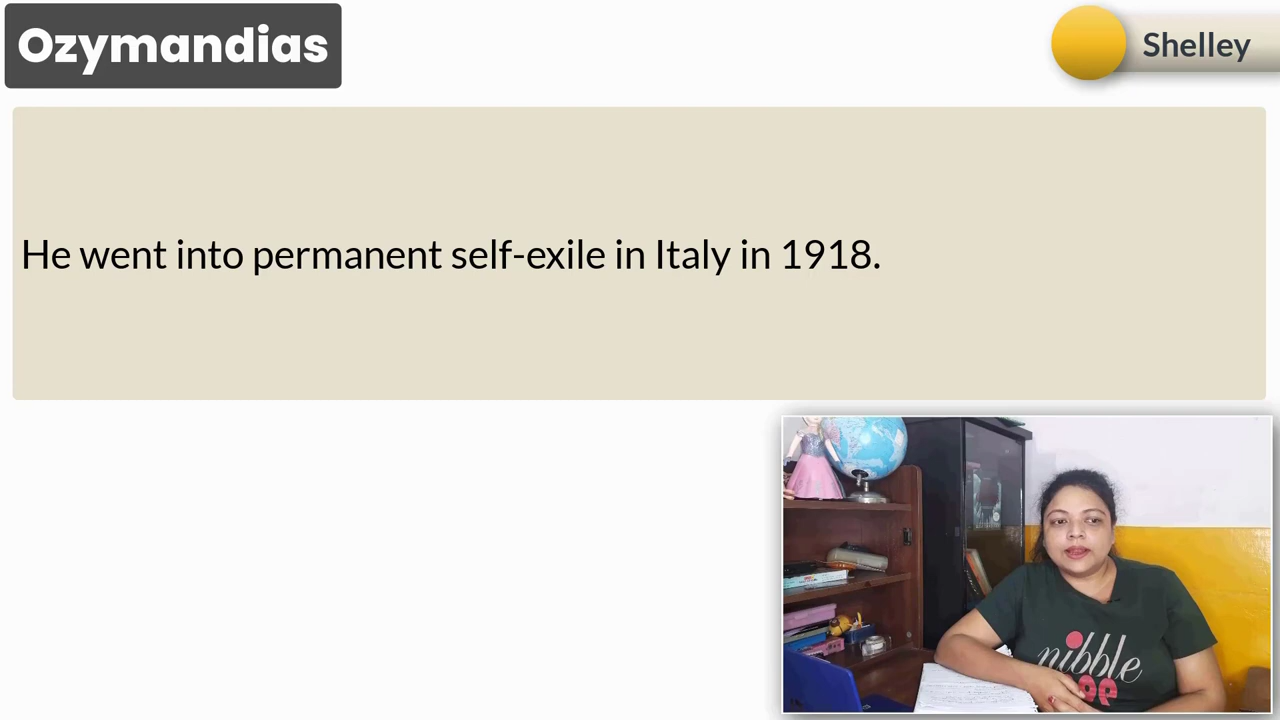 Ozymandias
Shelley
He went into permanent self-exile in Italy in 1918.
nibble